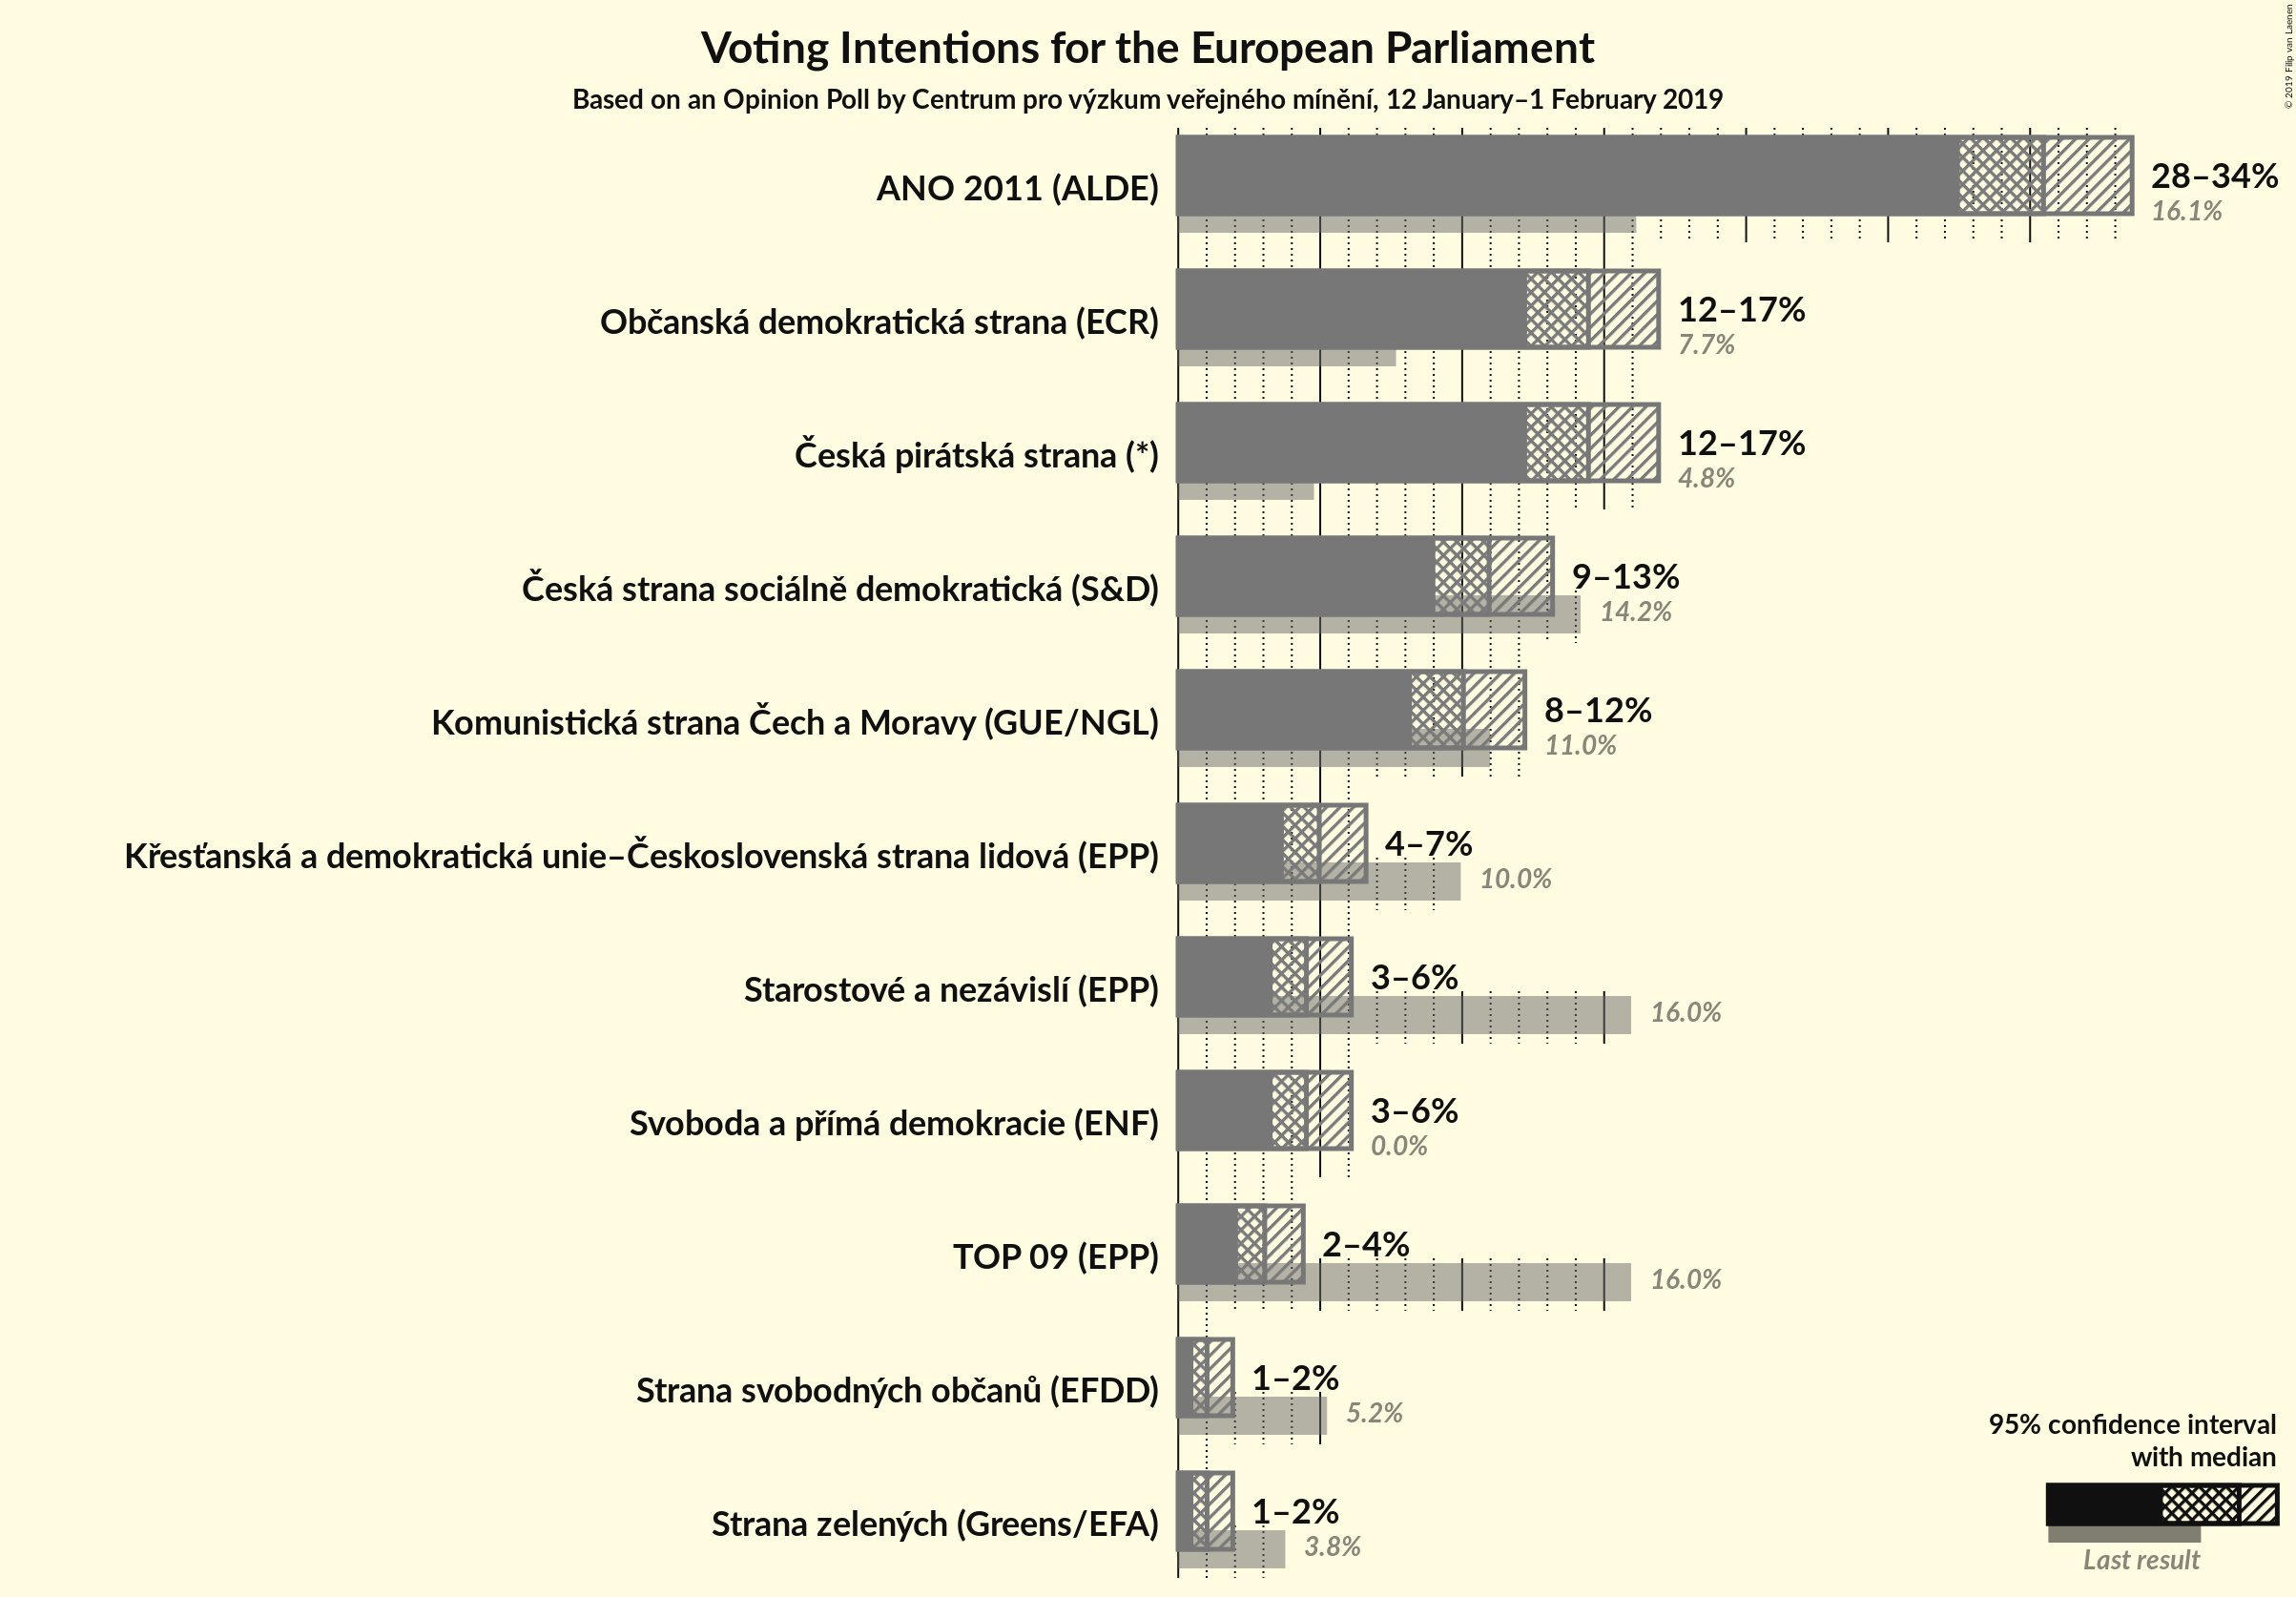 Voting Intentions for the European Parliament
Based on an Opinion Poll by Centrum pro výzkum veřejného mínění, 12 January–1 February 2019
© 2019 Filip van Laenen
ANO 2011 (ALDE)
28–34%
16.1%
Občanská demokratická strana (ECR)
12–17%
7.7%
Česká pirátská strana (*)
12–17%
4.8%
Česká strana sociálně demokratická (S&D)
9–13%
14.2%
Komunistická strana Čech a Moravy (GUE/NGL)
8–12%
11.0%
Křesťanská a demokratická unie–Československá strana lidová (EPP)
4–7%
10.0%
Starostové a nezávislí (EPP)
3–6%
16.0%
Svoboda a přímá demokracie (ENF)
3–6%
0.0%
TOP 09 (EPP)
2–4%
16.0%
Strana svobodných občanů (EFDD)
1–2%
5.2%
Strana zelených (Greens/EFA)
1–2%
3.8%
95% confidence interval
with median
Last result